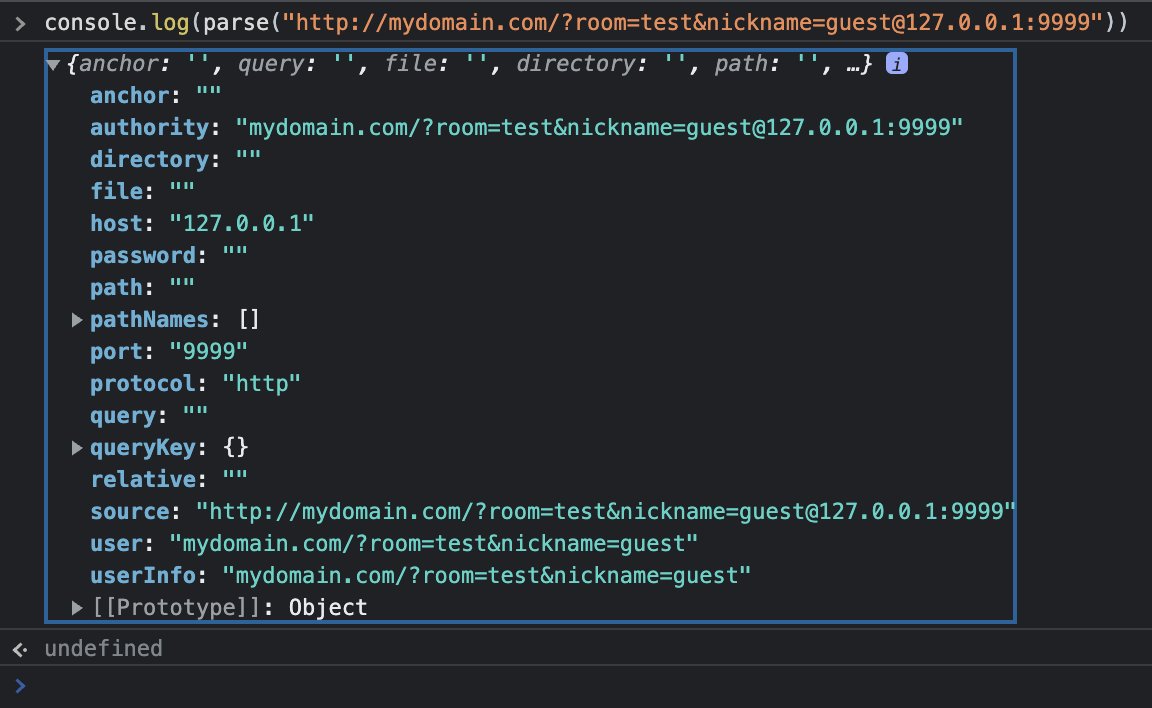 > console.log(parse("http://mydomain.com/?room=test&nickname=guest@127.0.0.1:9999"))
▼{anchor: '', query: '', file: '', directory: '', path: '', …} i
anchor: ""
authority: "mydomain.com/?room=test&nickname=guest@127.0.0.1:9999"
directory: ""
file: ""
host: "127.0.0.1"
password: ""
path: ""
▶ pathNames: []
port: "9999"
protocol: "http"
query: ""
▶ queryKey: {}
relative: ""
source: "http://mydomain.com/?room=test&nickname=guest@127.0.0.1:9999"
user: "mydomain.com/?room=test&nickname=guest"
userInfo: "mydomain.com/?room=test&nickname=guest"
▶ [[Prototype]]: Object
undefined
>